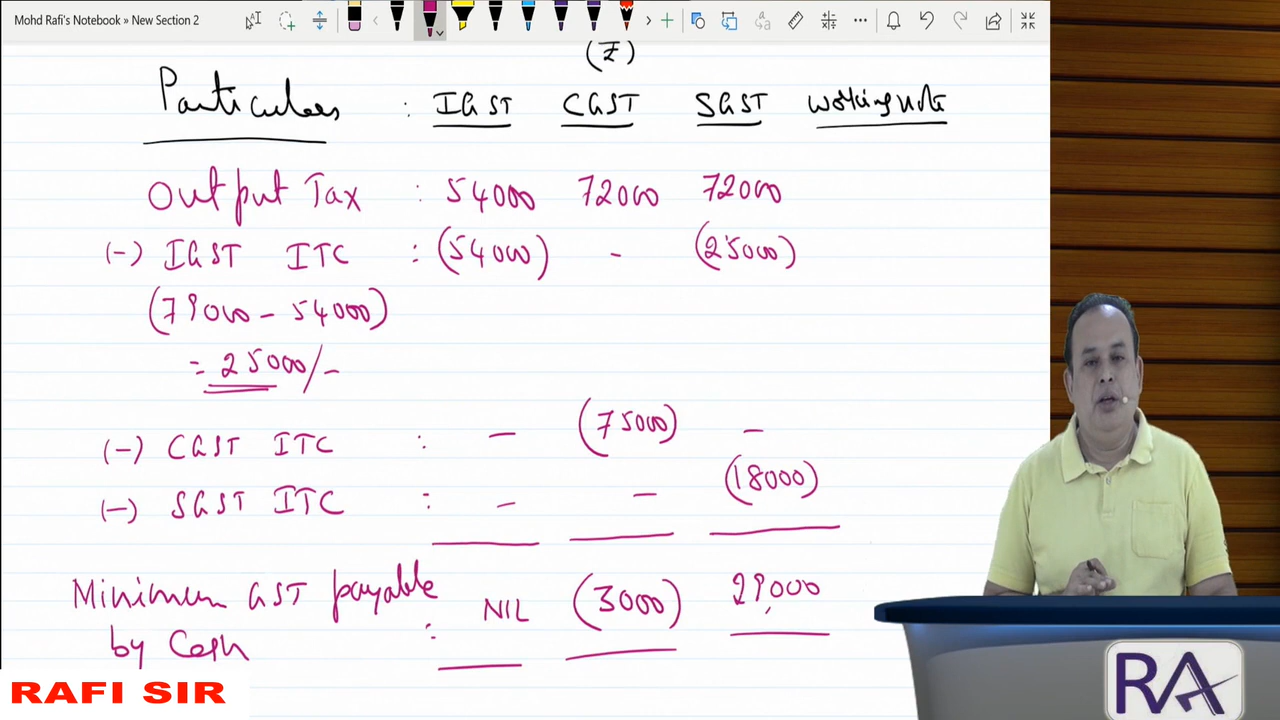 Mohd Rafi's Notebook » New Section 2
(₹)
Particulars : IGST CGST SGST Working note
Output Tax : 54000 72000 72000
(-) IGST ITC : (54000) - (25000)
(79000 - 54000)
= 25000/-
(-) CGST ITC : - (75000) -
(-) SGST ITC : - - (18000)
Minimum GST payable
by Cash : NIL (3000) 29000
RAFI SIR
RA